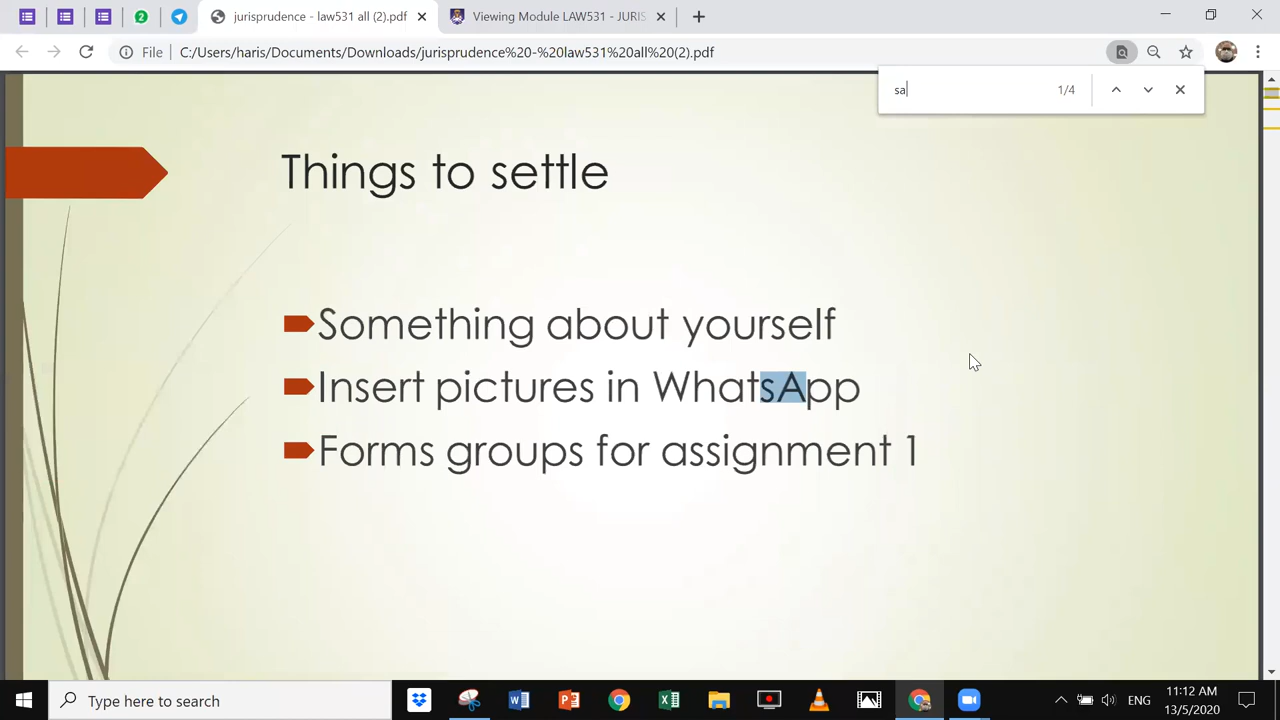 jurisprudence - law531 all (2).pdf
Viewing Module LAW531 - JURIS
File
C:/Users/haris/Documents/Downloads/jurisprudence%20-%20law531%20all%20(2).pdf
sa
1/4
Things to settle
Something about yourself
Insert pictures in WhatsApp
Forms groups for assignment 1
Type here to search
ENG
11:12 AM
13/5/2020